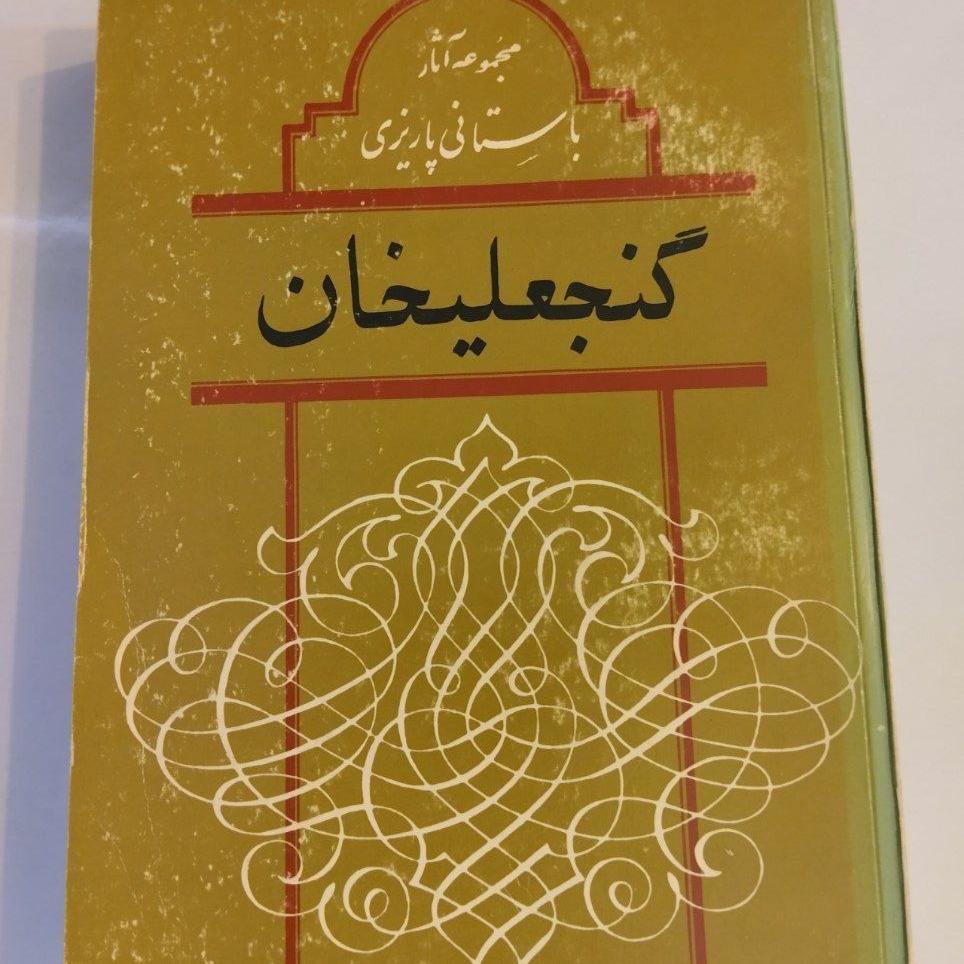 مجموعه آثار
باستانی پاریزی
گنجعلیخان